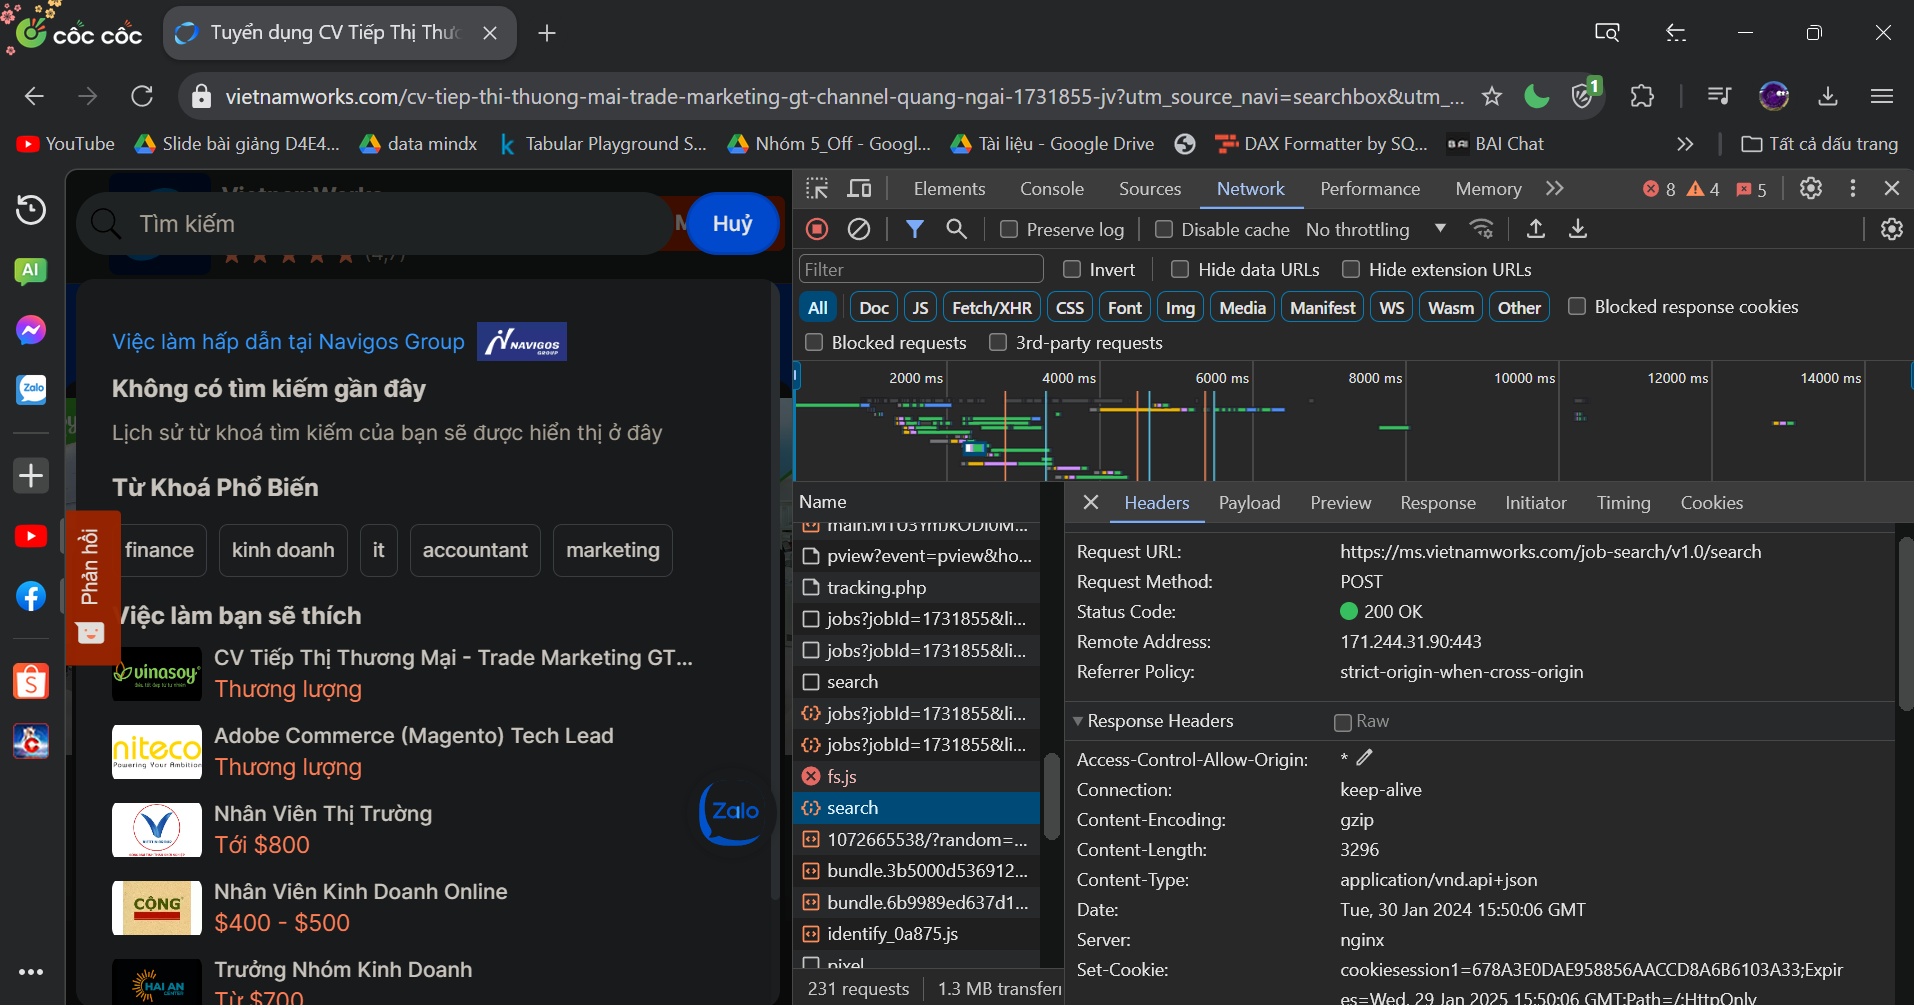 cốc cốc
Tuyển dụng CV Tiếp Thị Thươ
vietnamworks.com/cv-tiep-thi-thuong-mai-trade-marketing-gt-channel-quang-ngai-1731855-jv?utm_source_navi=searchbox&utm_...
1
YouTube
Slide bài giảng D4E4...
data mindx
Tabular Playground S...
Nhóm 5_Off - Googl...
Tài liệu - Google Drive
DAX Formatter by SQ...
BAI Chat
Tất cả dấu trang
AI
Zalo
Tìm kiếm
Huỷ
Việc làm hấp dẫn tại Navigos Group
NAVIGOS
GROUP
Không có tìm kiếm gần đây
Lịch sử từ khoá tìm kiếm của bạn sẽ được hiển thị ở đây
Từ Khoá Phổ Biến
finance
kinh doanh
it
accountant
marketing
Phản hồi
Việc làm bạn sẽ thích
vinasoy
CV Tiếp Thị Thương Mại - Trade Marketing GT...
Thương lượng
niteco
Powering Your Ambition
Adobe Commerce (Magento) Tech Lead
Thương lượng
Nhân Viên Thị Trường
Tới $800
Zalo
CỘNG
Nhân Viên Kinh Doanh Online
$400 - $500
HAI AN
CENTER
Trưởng Nhóm Kinh Doanh
Từ $700
Elements
Console
Sources
Network
Performance
Memory
8
4
5
Preserve log
Disable cache
No throttling
Filter
Invert
Hide data URLs
Hide extension URLs
All
Doc
JS
Fetch/XHR
CSS
Font
Img
Media
Manifest
WS
Wasm
Other
Blocked response cookies
Blocked requests
3rd-party requests
2000 ms
4000 ms
6000 ms
8000 ms
10000 ms
12000 ms
14000 ms
Name
main.MTU3YmJkODI0M...
pview?event=pview&ho...
tracking.php
jobs?jobId=1731855&li...
jobs?jobId=1731855&li...
search
jobs?jobId=1731855&li...
jobs?jobId=1731855&li...
fs.js
search
1072665538/?random=...
bundle.3b5000d536912...
bundle.6b9989ed637d1...
identify_0a875.js
pixel
231 requests
1.3 MB transferr
Headers
Payload
Preview
Response
Initiator
Timing
Cookies
Request URL: https://ms.vietnamworks.com/job-search/v1.0/search
Request Method: POST
Status Code: 200 OK
Remote Address: 171.244.31.90:443
Referrer Policy: strict-origin-when-cross-origin
Response Headers
Raw
Access-Control-Allow-Origin: *
Connection: keep-alive
Content-Encoding: gzip
Content-Length: 3296
Content-Type: application/vnd.api+json
Date: Tue, 30 Jan 2024 15:50:06 GMT
Server: nginx
Set-Cookie: cookiesession1=678A3E0DAE958856AACCD8A6B6103A33;Expir
es=Wed, 29 Jan 2025 15:50:06 GMT;Path=/;HttpOnly